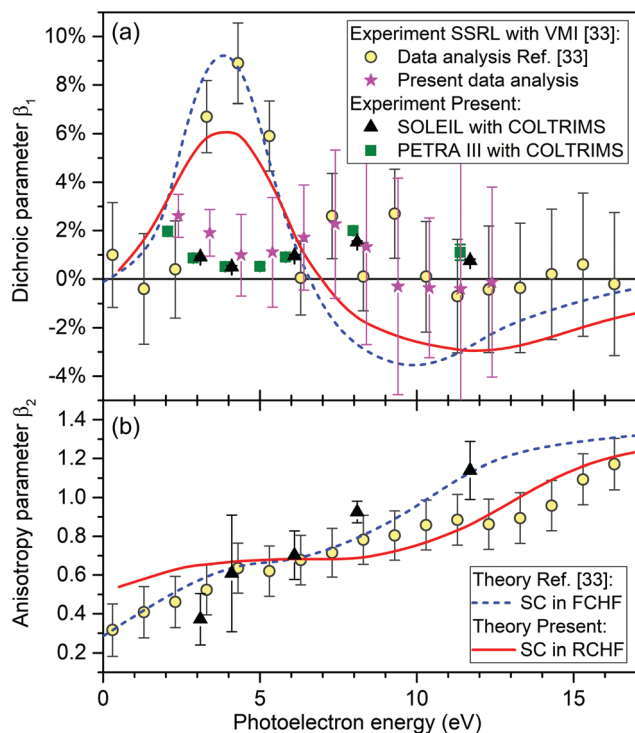 (a)
Experiment SSRL with VMI [33]:
Data analysis Ref. [33]
Present data analysis
Experiment Present:
SOLEIL with COLTRIMS
PETRA III with COLTRIMS
Dichroic parameter β1
10%
8%
6%
4%
2%
0%
-2%
-4%
(b)
Anisotropy parameter β2
1.4
1.2
1.0
0.8
0.6
0.4
0.2
Theory Ref. [33]:
SC in FCHF
Theory Present:
SC in RCHF
0 5 10 15
Photoelectron energy (eV)